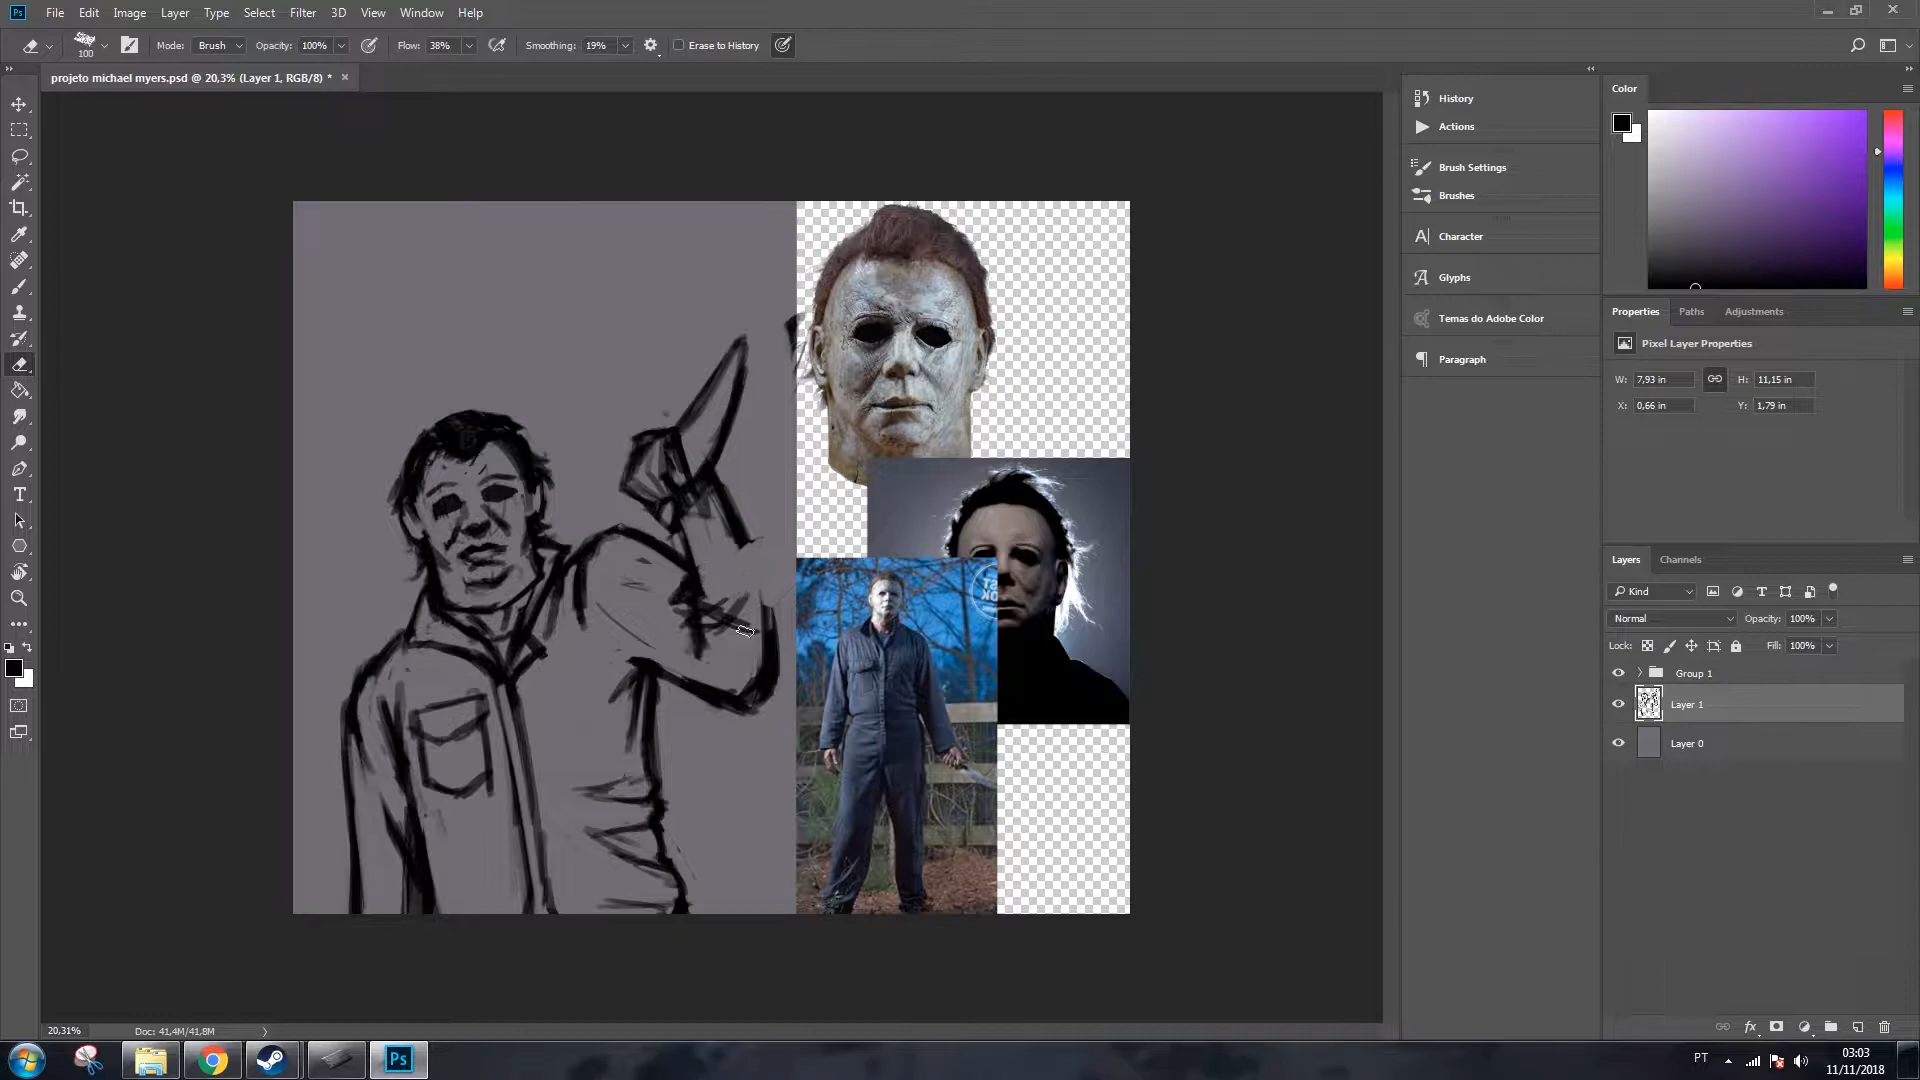 Ps File Edit Image Layer Type Select Filter 3D View Window Help
100 Mode: Brush Opacity: 100% Flow: 38% Smoothing: 19% Erase to History
projeto michael myers.psd @ 20,3% (Layer 1, RGB/8) *
History
Actions
Brush Settings
Brushes
Character
Glyphs
Temas do Adobe Color
Paragraph
Color
Properties Paths Adjustments
Pixel Layer Properties
W: 7,93 in H: 11,15 in
X: 0,66 in Y: 1,79 in
Layers Channels
Kind
Normal Opacity: 100%
Lock: Fill: 100%
Group 1
Layer 1
Layer 0
20,31% Doc: 41,4M/41,8M
Ps
PT 03:03
11/11/2018